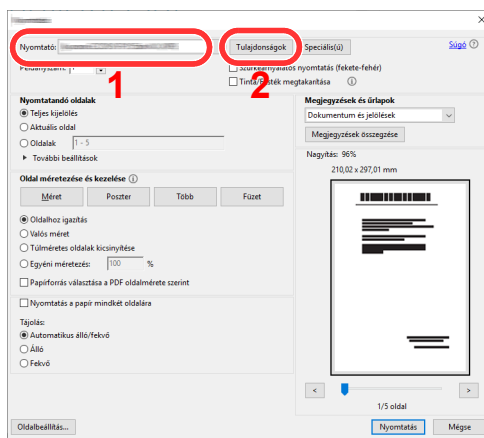 Nyomtató:
Tulajdonságok
Speciális(ú)
Súgó
1
2
Szürkeárnyalatos nyomtatás (fekete-fehér)
Tinta/Festék megtakarítása
Nyomtatandó oldalak
Teljes kijelölés
Aktuális oldal
Oldalak 1 - 5
További beállítások
Oldal méretezése és kezelése
Méret Poszter Több Füzet
Oldalhoz igazítás
Valós méret
Túlméretes oldalak kicsinyítése
Egyéni méretezés: 100 %
Papírforrás választása a PDF oldalmérete szerint
Nyomtatás a papír mindkét oldalára
Tájolás:
Automatikus álló/fekvő
Álló
Fekvő
Megjegyzések és űrlapok
Dokumentum és jelölések
Megjegyzések összegzése
Nagyítás: 96%
210,02 x 297,01 mm
<
>
1/5 oldal
Oldalbeállítás...
Nyomtatás
Mégse